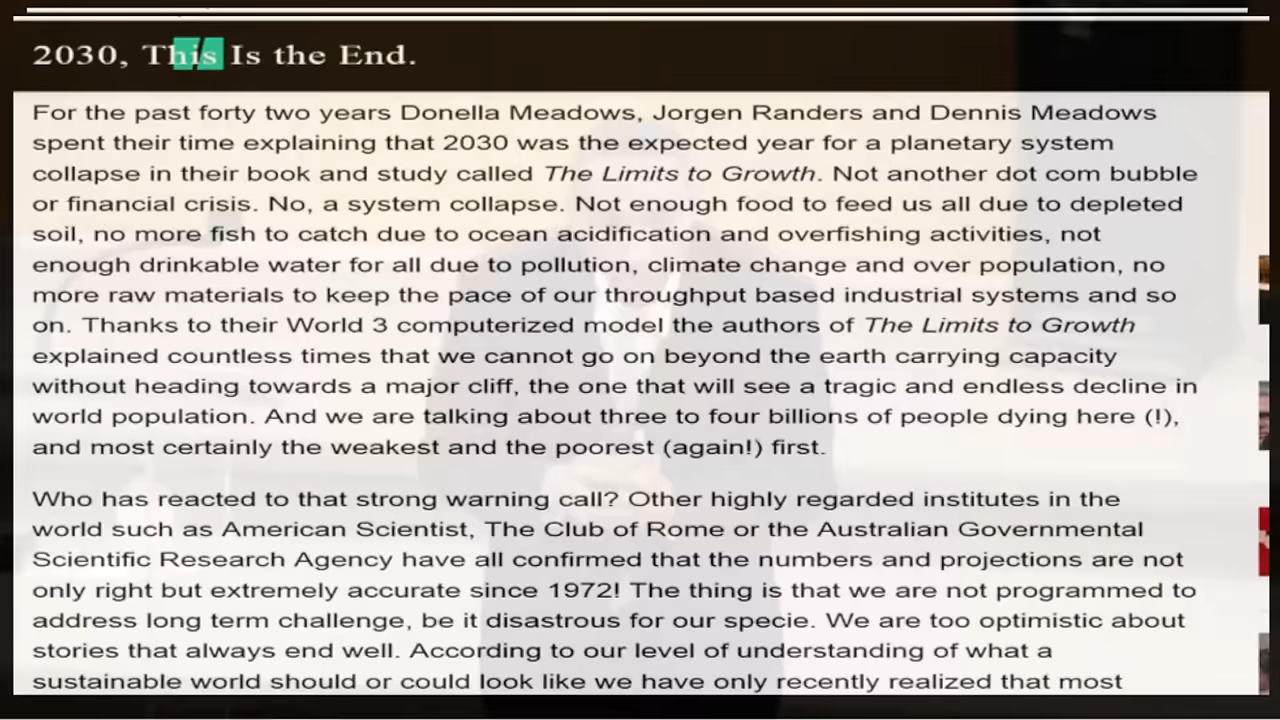 2030, This Is the End.
For the past forty two years Donella Meadows, Jorgen Randers and Dennis Meadows
spent their time explaining that 2030 was the expected year for a planetary system
collapse in their book and study called The Limits to Growth. Not another dot com bubble
or financial crisis. No, a system collapse. Not enough food to feed us all due to depleted
soil, no more fish to catch due to ocean acidification and overfishing activities, not
enough drinkable water for all due to pollution, climate change and over population, no
more raw materials to keep the pace of our throughput based industrial systems and so
on. Thanks to their World 3 computerized model the authors of The Limits to Growth
explained countless times that we cannot go on beyond the earth carrying capacity
without heading towards a major cliff, the one that will see a tragic and endless decline in
world population. And we are talking about three to four billions of people dying here (!),
and most certainly the weakest and the poorest (again!) first.
Who has reacted to that strong warning call? Other highly regarded institutes in the
world such as American Scientist, The Club of Rome or the Australian Governmental
Scientific Research Agency have all confirmed that the numbers and projections are not
only right but extremely accurate since 1972! The thing is that we are not programmed to
address long term challenge, be it disastrous for our specie. We are too optimistic about
stories that always end well. According to our level of understanding of what a
sustainable world should or could look like we have only recently realized that most